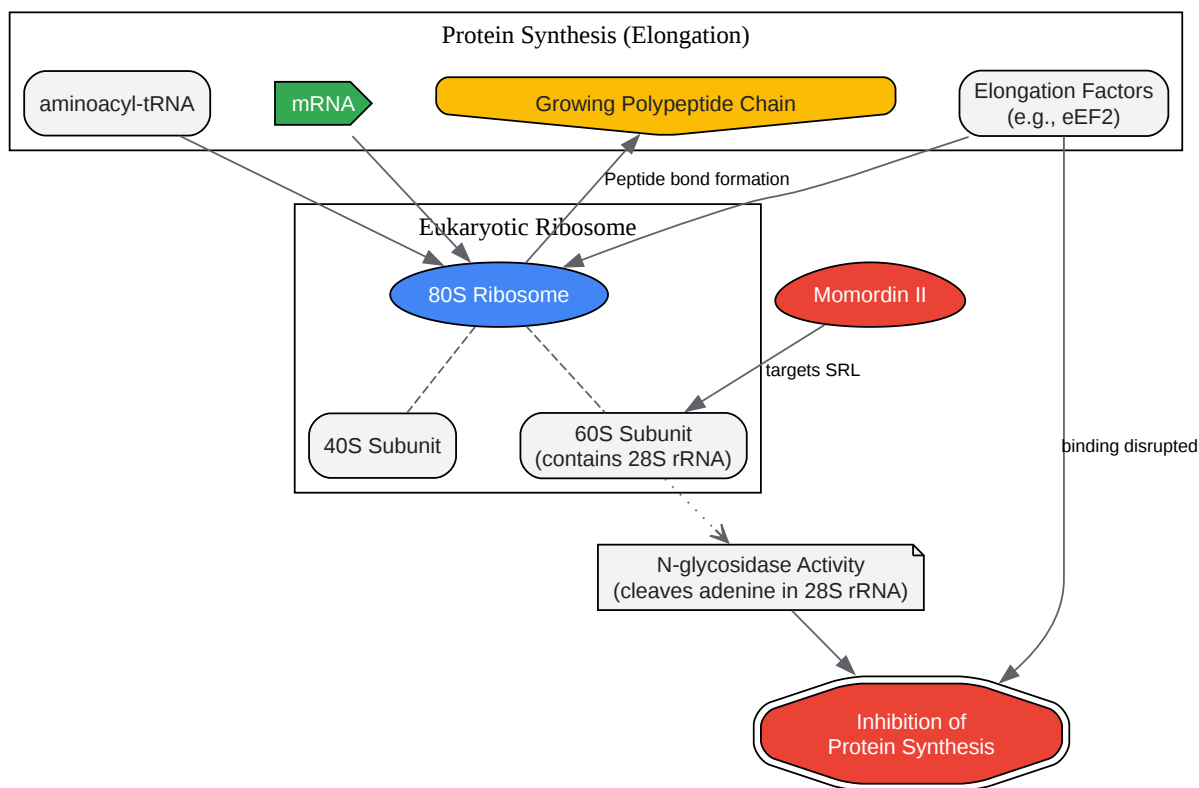 Protein Synthesis (Elongation)
aminoacyl-tRNA
mRNA
Growing Polypeptide Chain
Elongation Factors
(e.g., eEF2)
Peptide bond formation
Eukaryotic Ribosome
80S Ribosome
Momordin II
targets SRL
40S Subunit
60S Subunit
(contains 28S rRNA)
binding disrupted
N-glycosidase Activity
(cleaves adenine in 28S rRNA)
Inhibition of
Protein Synthesis